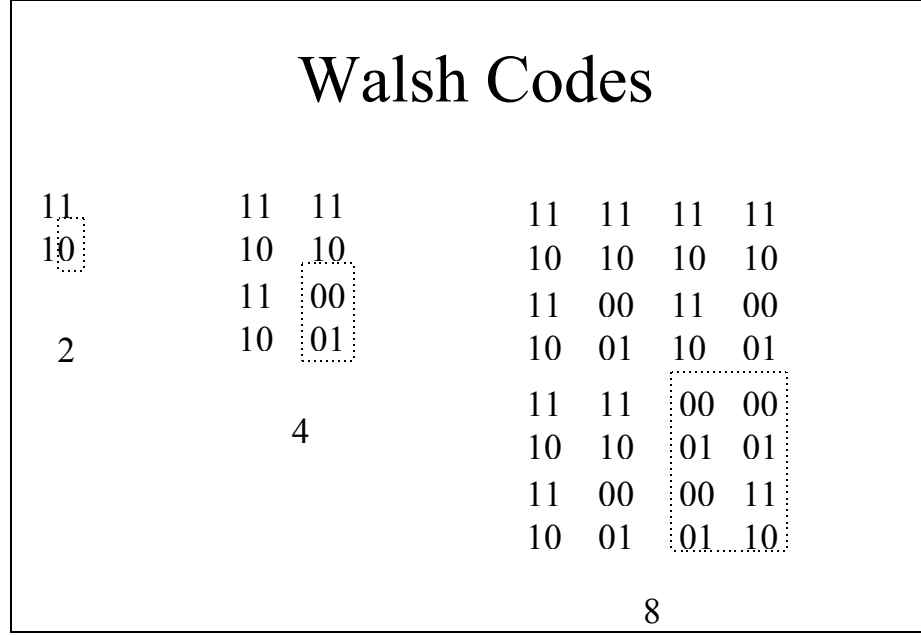 Walsh Codes
11
10
2
11 11
10 10
11 00
10 01
4
11 11 11 11
10 10 10 10
11 00 11 00
10 01 10 01
11 11 00 00
10 10 01 01
11 00 00 11
10 01 01 10
8